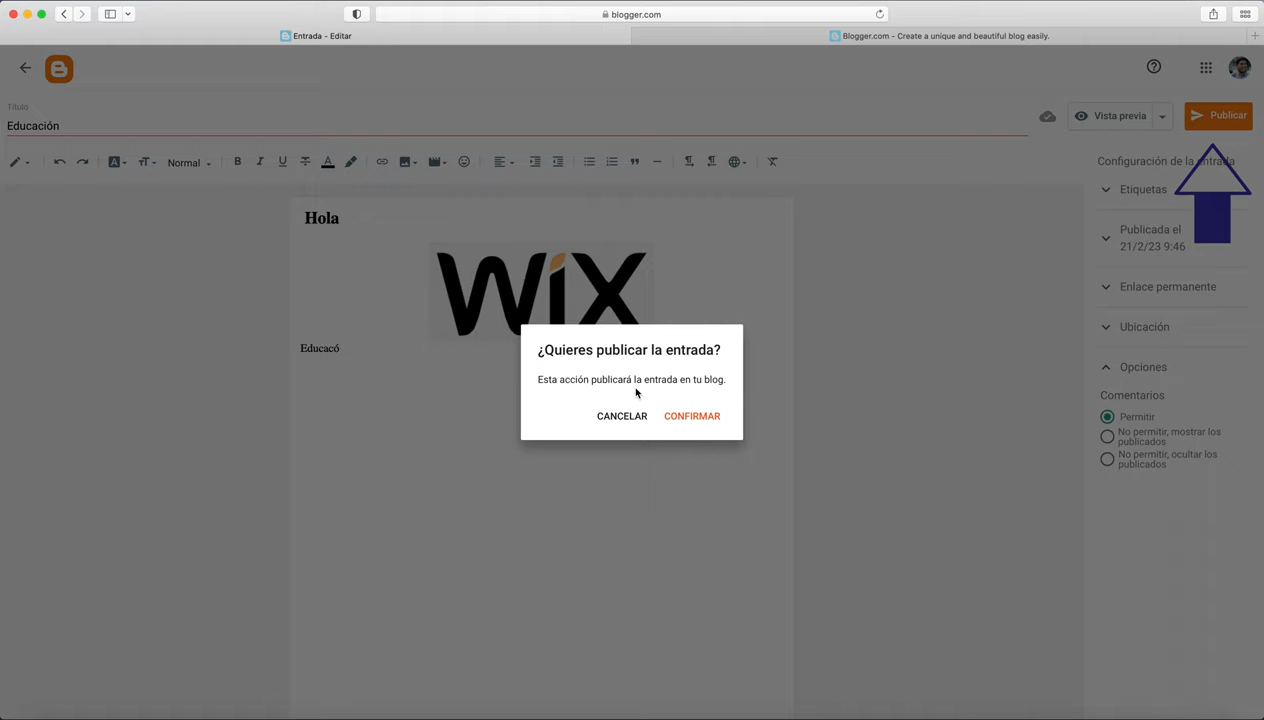 blogger.com
Entrada - Editar
Blogger.com - Create a unique and beautiful blog easily.
Título
Educación
Vista previa
Publicar
Normal
Configuración de la entrada
Etiquetas
Hola
Publicada el
21/2/23 9:46
WiX
Enlace permanente
Ubicación
Educacó
¿Quieres publicar la entrada?
Esta acción publicará la entrada en tu blog.
CANCELAR
CONFIRMAR
Opciones
Comentarios
Permitir
No permitir, mostrar los
publicados
No permitir, ocultar los
publicados